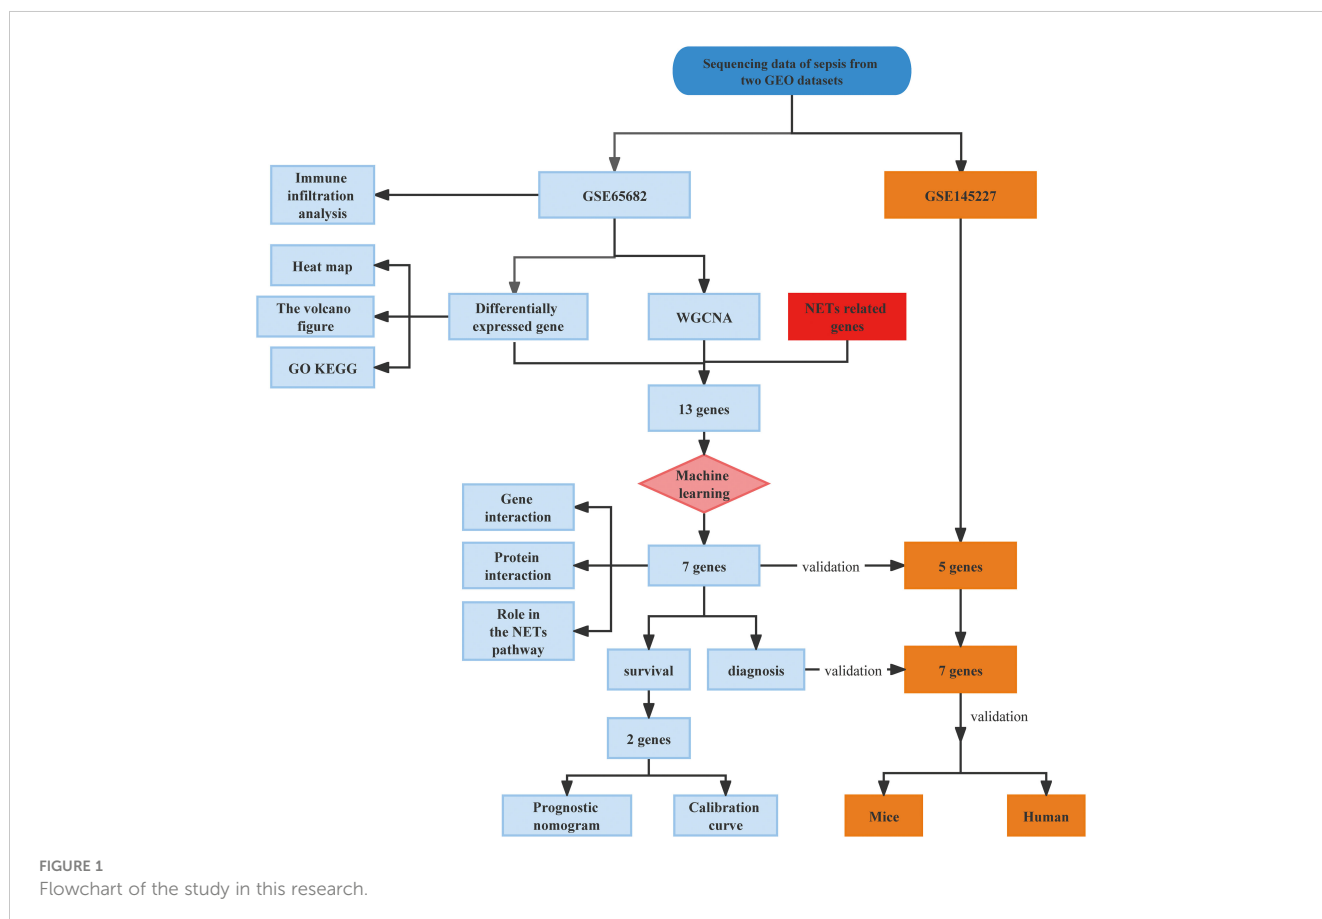 Sequencing data of sepsis from
two GEO datasets
Immune
infiltration
analysis
GSE65682
GSE145227
Heat map
The volcano
figure
GO KEGG
Differentially
expressed gene
WGCNA
NETs related
genes
13 genes
Machine
learning
Gene
interaction
Protein
interaction
Role in
the NETs
pathway
7 genes
validation
5 genes
survival
diagnosis
validation
7 genes
validation
2 genes
Prognostic
nomogram
Calibration
curve
Mice
Human
FIGURE 1
Flowchart of the study in this research.